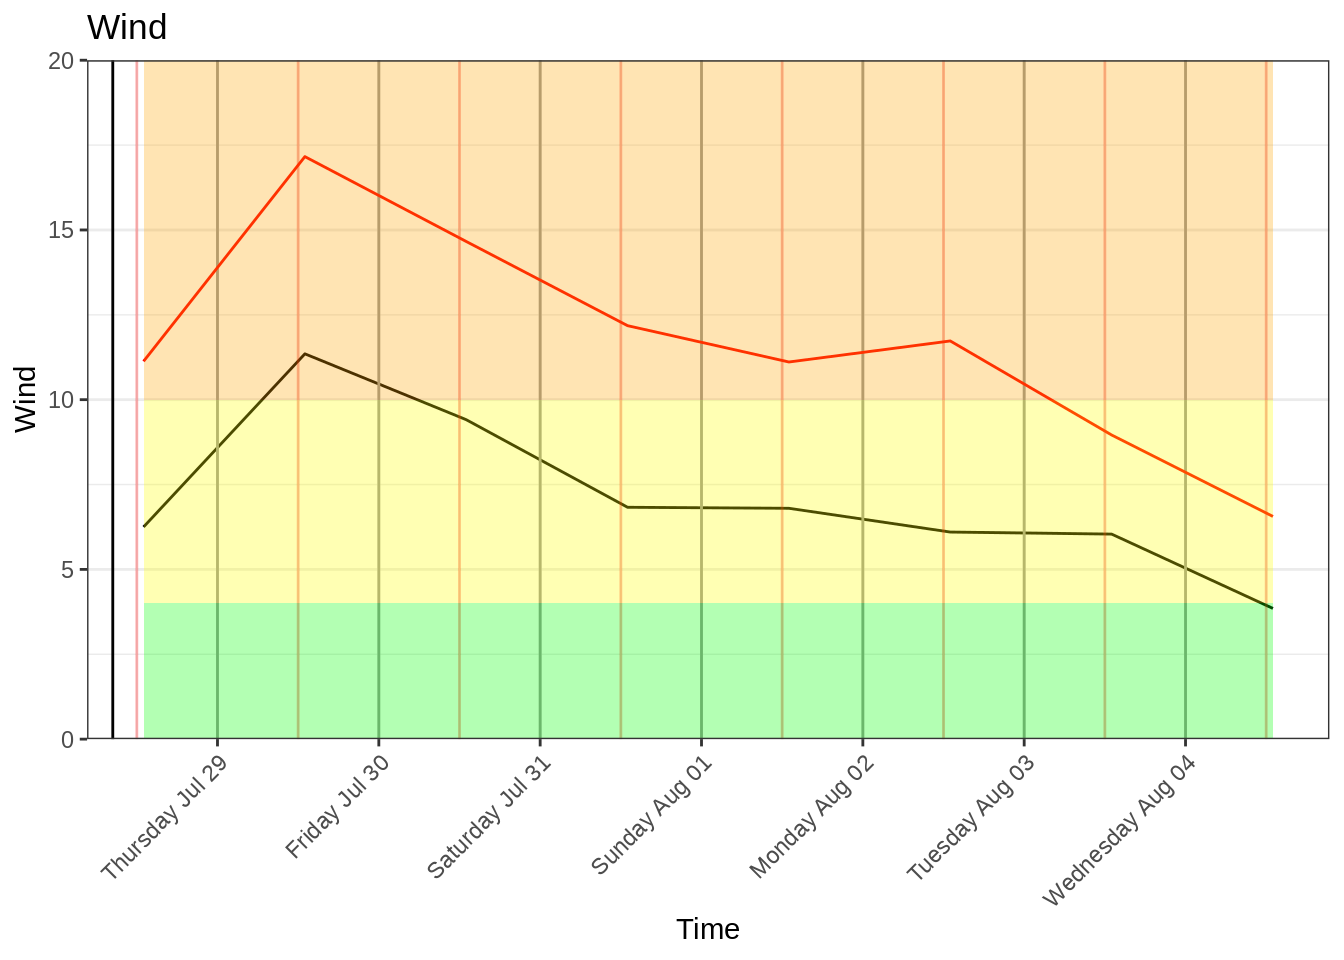 Wind
20
15
10
5
0
Wind
Thursday Jul 29
Friday Jul 30
Saturday Jul 31
Sunday Aug 01
Monday Aug 02
Tuesday Aug 03
Wednesday Aug 04
Time